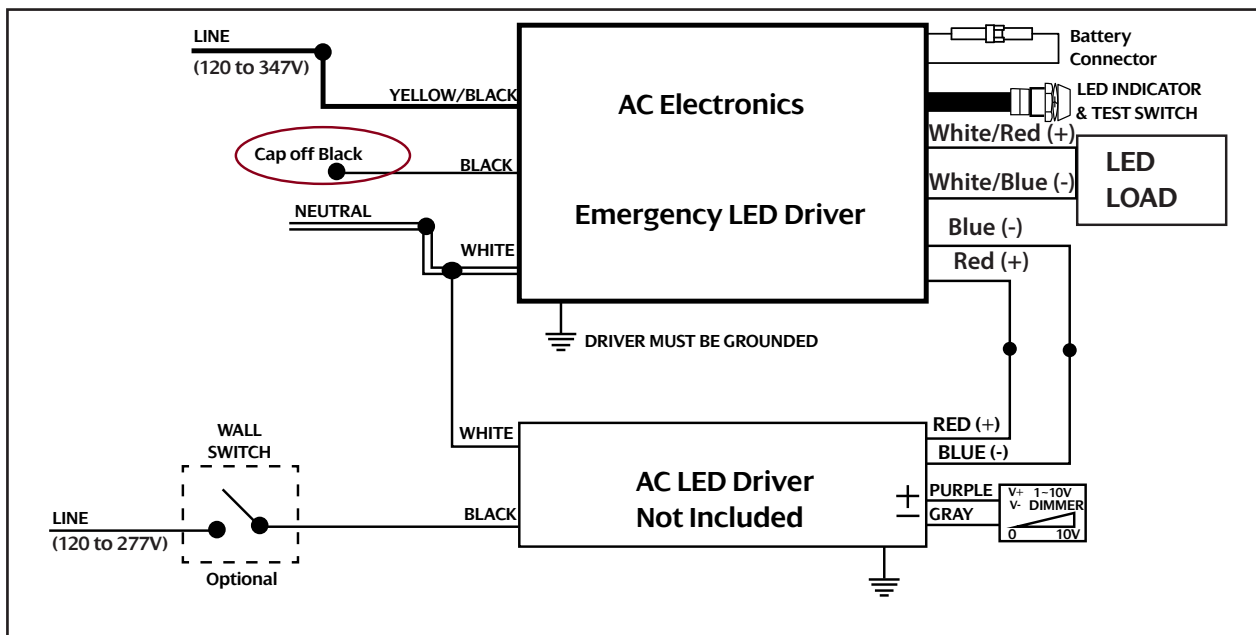 LINE
(120 to 347V)
YELLOW/BLACK
Cap off Black
BLACK
NEUTRAL
WHITE
AC Electronics
Emergency LED Driver
DRIVER MUST BE GROUNDED
Battery
Connector
LED INDICATOR
& TEST SWITCH
White/Red (+)
White/Blue (-)
LED
LOAD
Blue (-)
Red (+)
WALL
SWITCH
Optional
LINE
(120 to 277V)
WHITE
BLACK
AC LED Driver
Not Included
RED (+)
BLUE (-)
+
PURPLE
−
GRAY
V+ 1~10V
V- DIMMER
0 10V